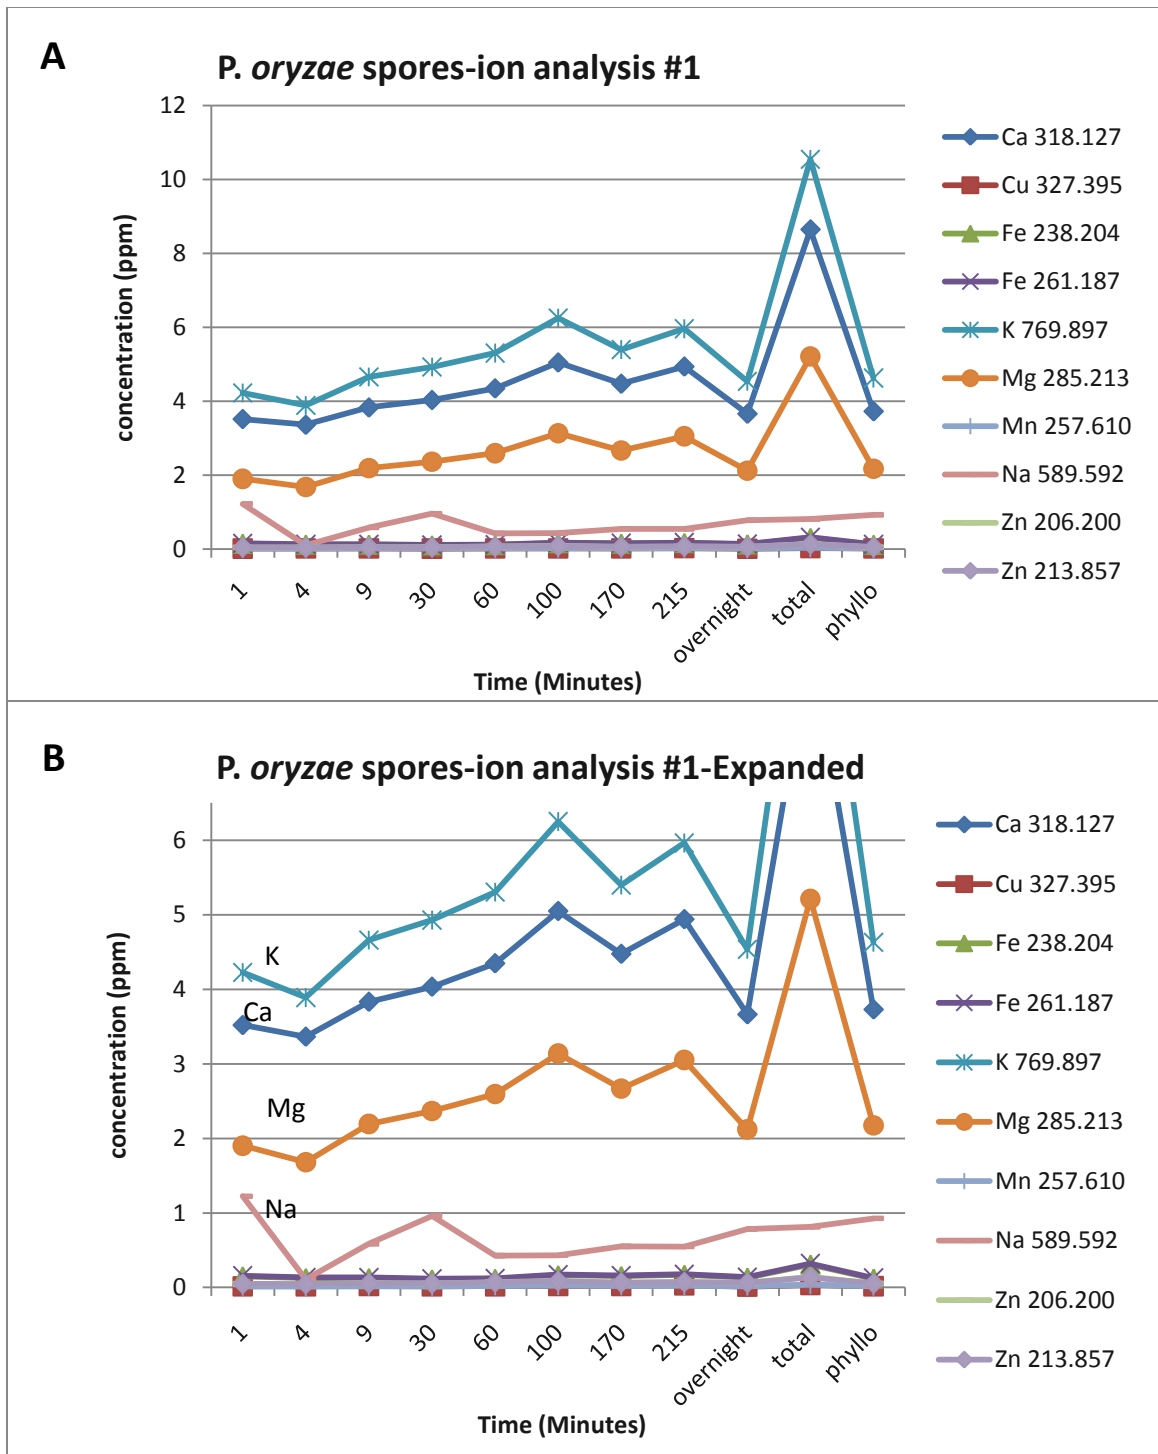 A
P. oryzae spores-ion analysis #1
12
10
8
6
4
2
0
concentration (ppm)
1
4
9
30
60
100
170
215
overnight
total
phyllo
Time (Minutes)
Ca 318.127
Cu 327.395
Fe 238.204
Fe 261.187
K 769.897
Mg 285.213
Mn 257.610
Na 589.592
Zn 206.200
Zn 213.857
B
P. oryzae spores-ion analysis #1-Expanded
6
5
4
3
2
1
0
concentration (ppm)
K
Ca
Mg
Na
1
4
9
30
60
100
170
215
overnight
total
phyllo
Time (Minutes)
Ca 318.127
Cu 327.395
Fe 238.204
Fe 261.187
K 769.897
Mg 285.213
Mn 257.610
Na 589.592
Zn 206.200
Zn 213.857